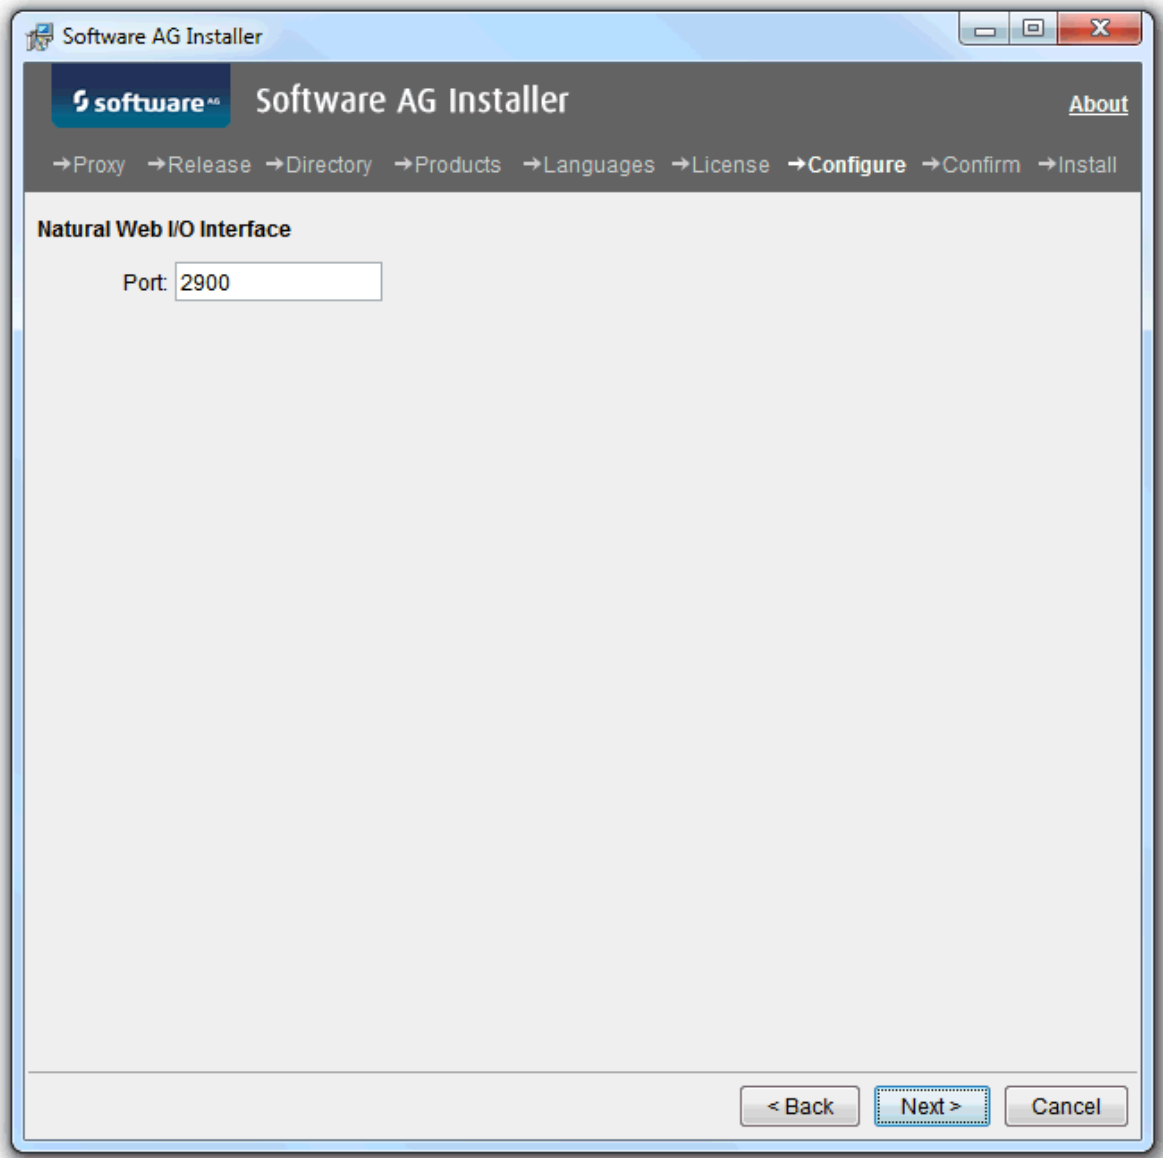 Software AG Installer
software AG Software AG Installer About
→Proxy →Release →Directory →Products →Languages →License →Configure →Confirm →Install
Natural Web I/O Interface
Port: 2900
< Back Next > Cancel